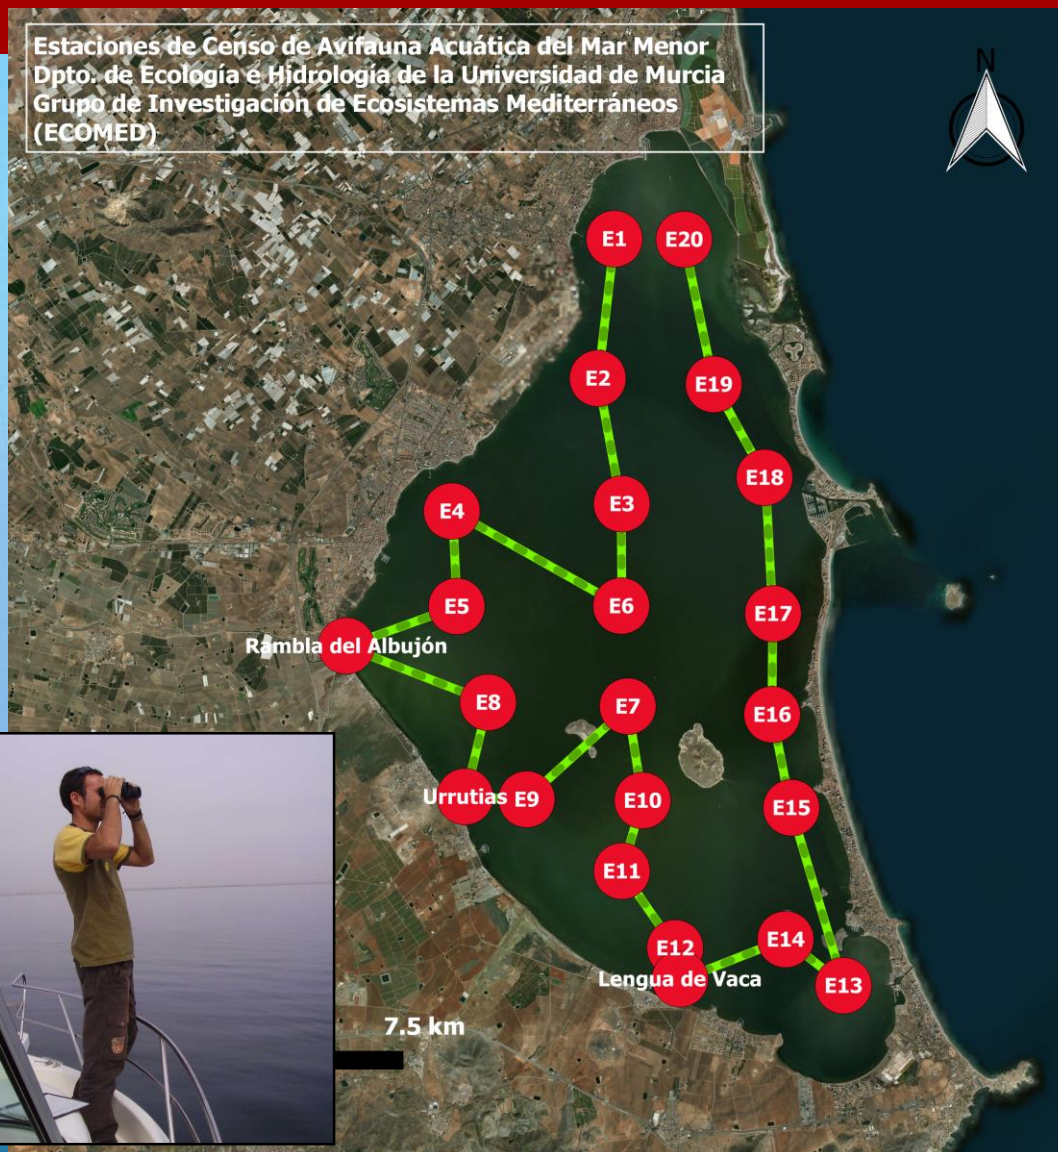 Estaciones de Censo de Avifauna Acuática del Mar Menor
Dpto. de Ecología e Hidrología de la Universidad de Murcia
Grupo de Investigación de Ecosistemas Mediterráneos
(ECOMED)
N
E1
E20
E2
E19
E18
E3
E4
E5
E6
E17
Rambla del Albujón
E8
E7
E16
Urrutias
E9
E10
E15
E11
E14
E12
Lengua de Vaca
E13
7.5 km